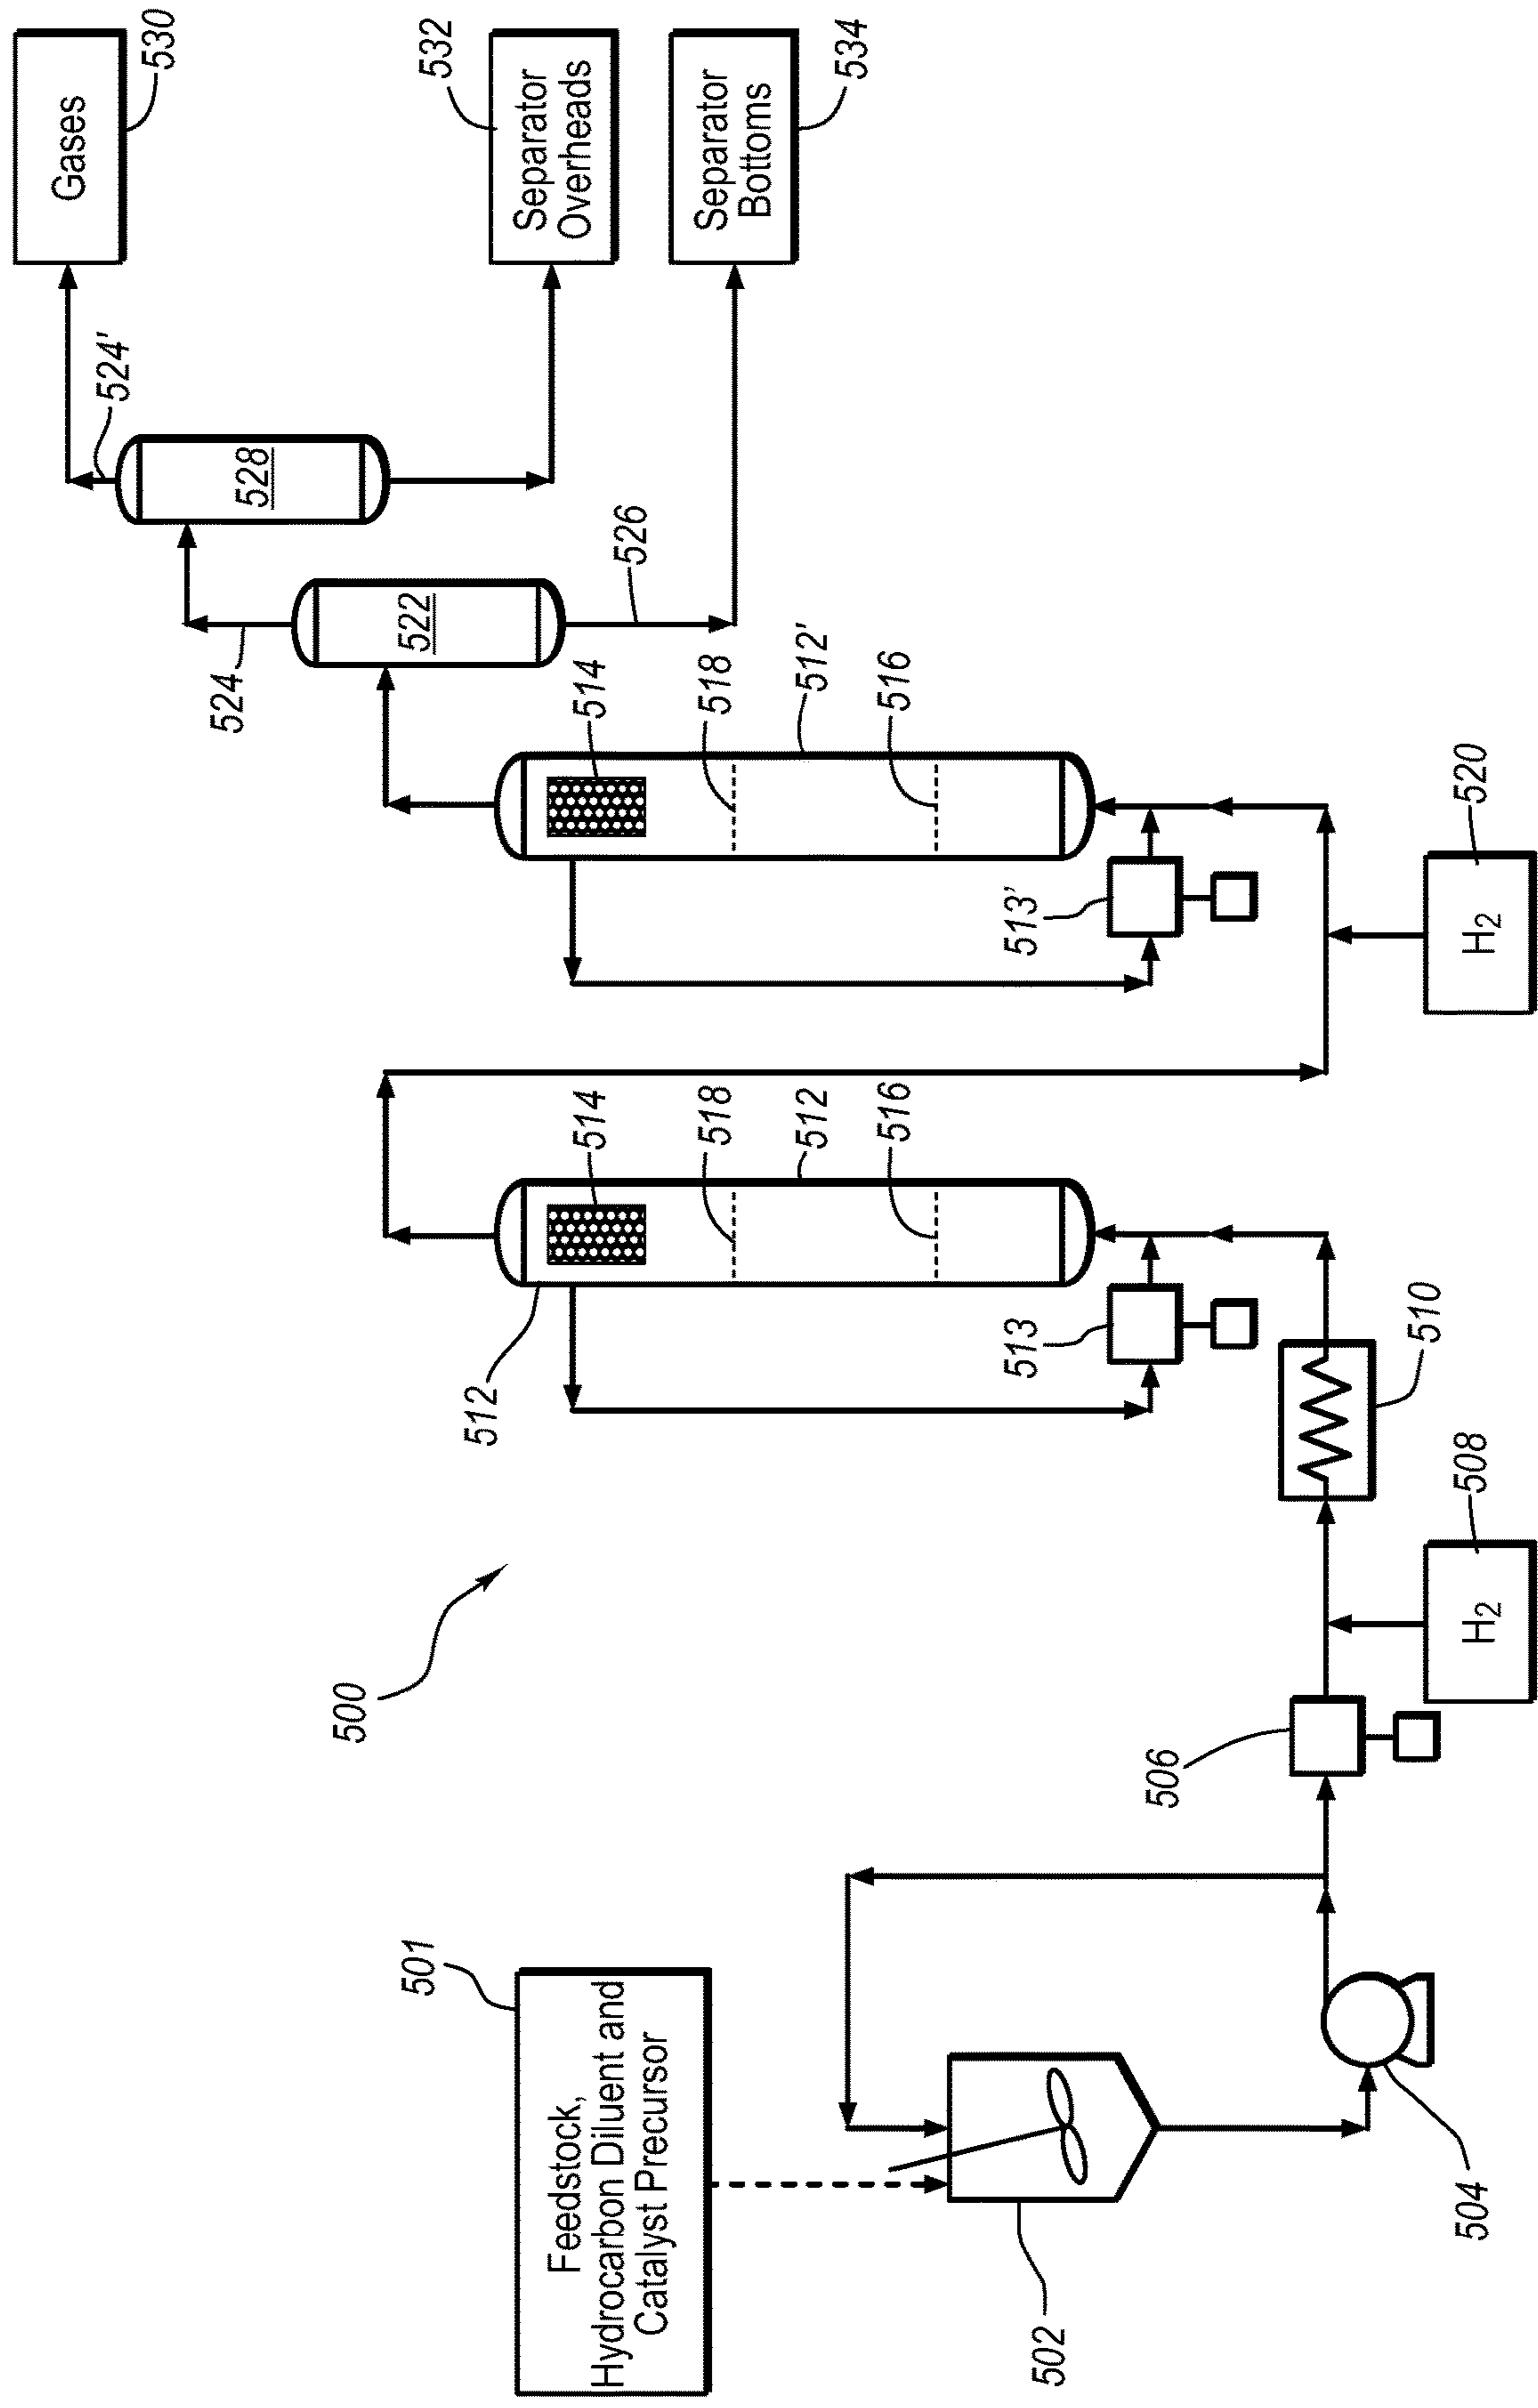 500
501
Feedstock,
Hydrocarbon Diluent and
Catalyst Precursor
502
504
506
508
H2
510
512
513
514
518
512
516
520
H2
513'
514
518
512'
516
522
524
526
528
524'
Gases
530
532
Separator
Overheads
534
Separator
Bottoms